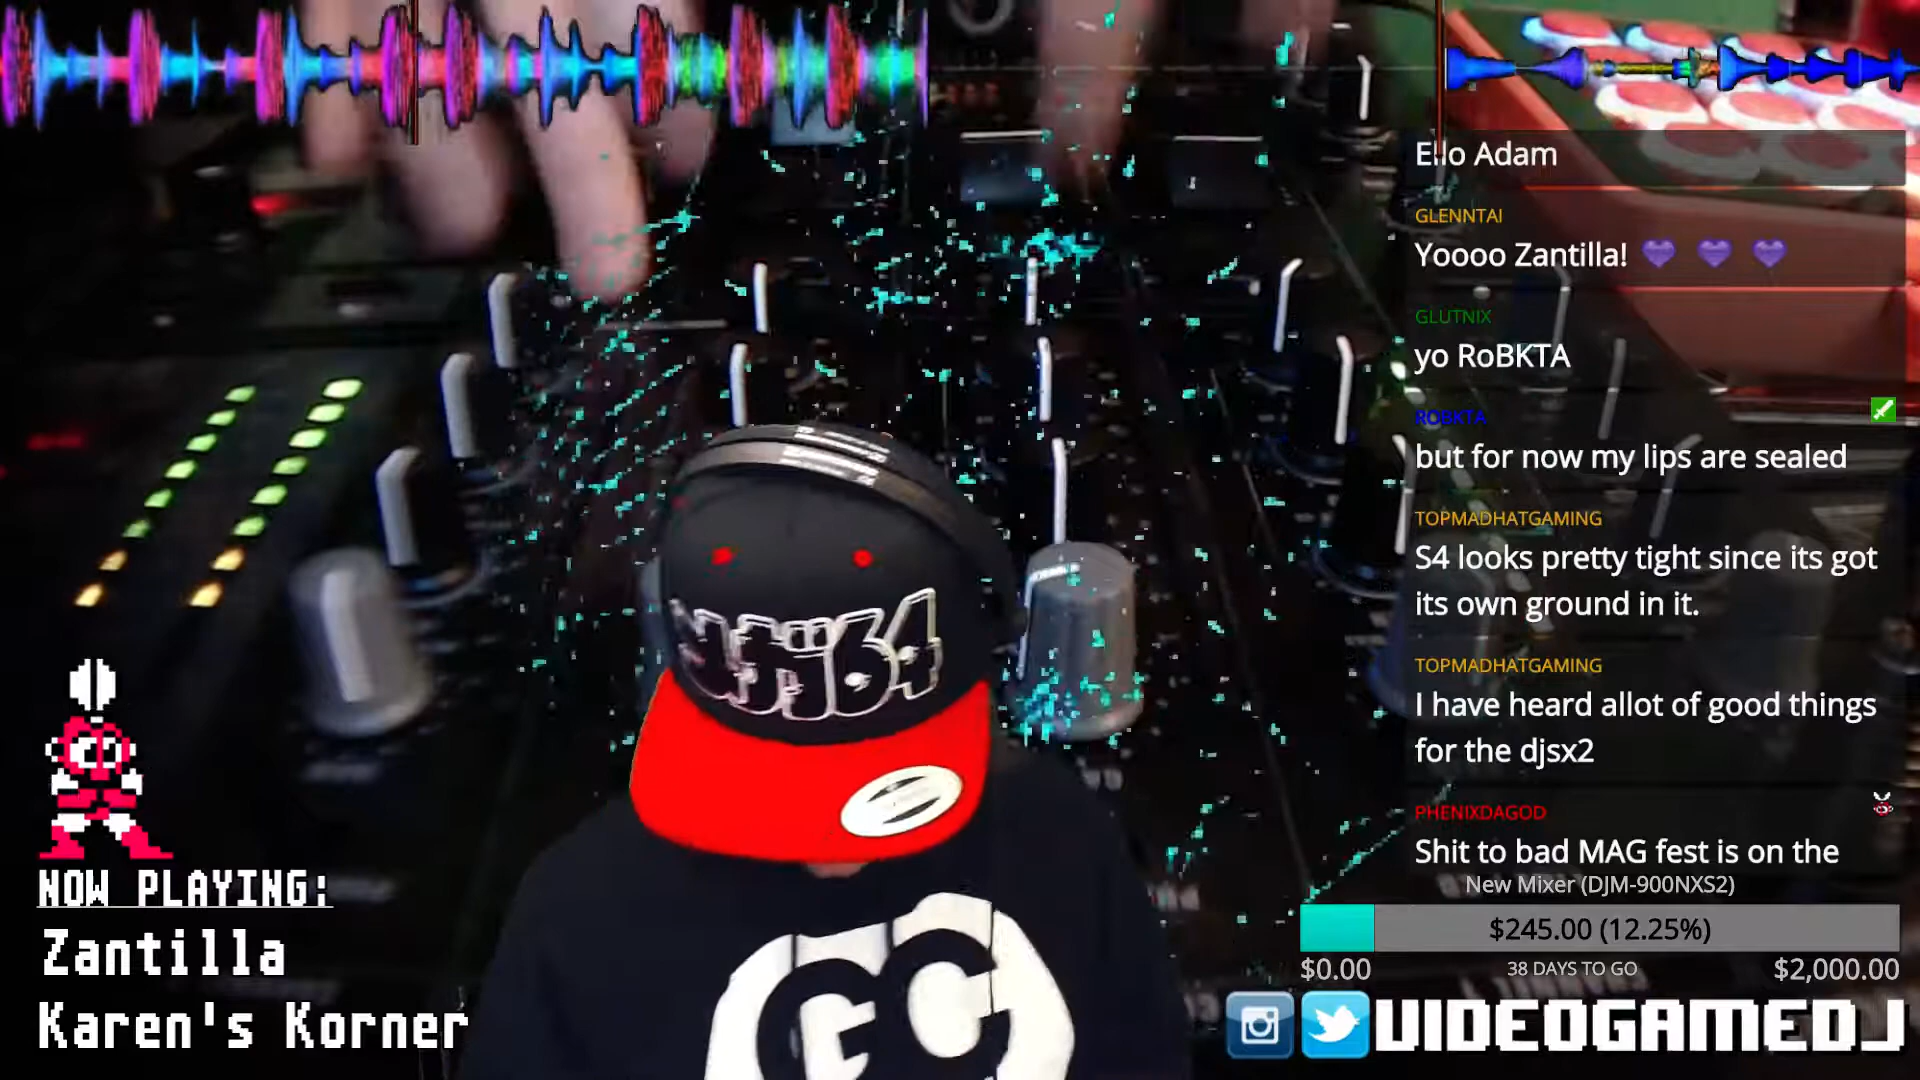 Ello Adam
GLENNTAI
Yoooo Zantilla!
GLUTNIX
yo RoBKTA
ROBKTA
but for now my lips are sealed
TOPMADHATGAMING
S4 looks pretty tight since its got
its own ground in it.
TOPMADHATGAMING
I have heard allot of good things
for the djsx2
PHENIXDAGOD
Shit to bad MAG fest is on the
New Mixer (DJM-900NXS2)
$245.00 (12.25%)
$0.00 38 DAYS TO GO $2,000.00
VIDEOGAMEDJ
NOW PLAYING:
Zantilla
Karen's Korner
GC